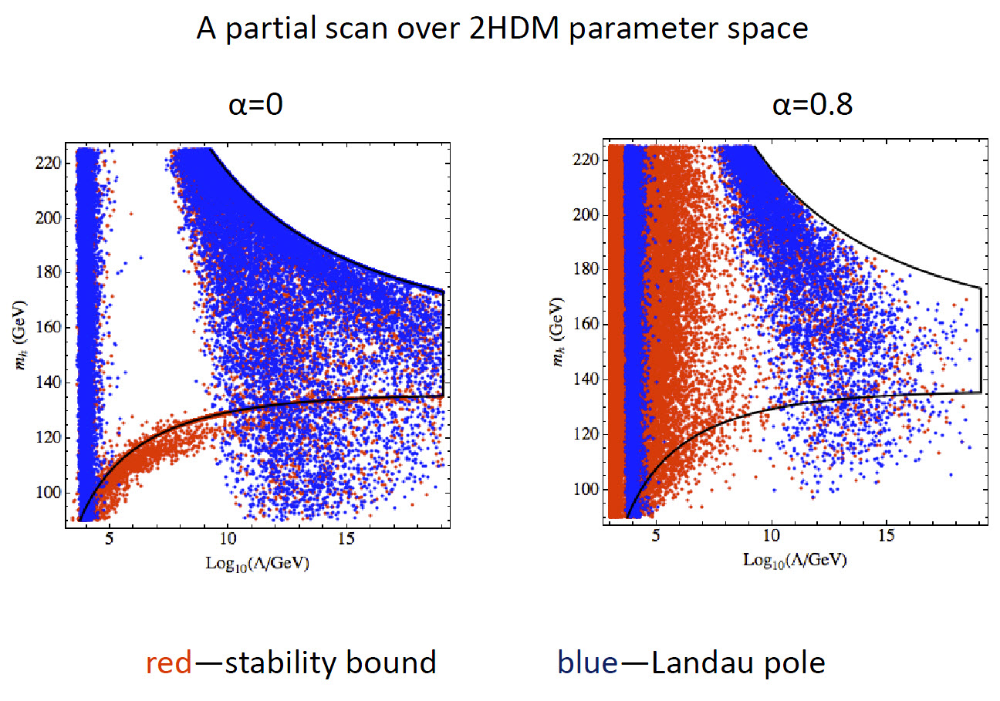 A partial scan over 2HDM parameter space
α=0
α=0.8
220
200
180
160
140
120
100
m_h (GeV)
5
10
15
Log₁₀(Λ/GeV)
220
200
180
160
140
120
100
m_h (GeV)
5
10
15
Log₁₀(Λ/GeV)
red—stability bound
blue—Landau pole